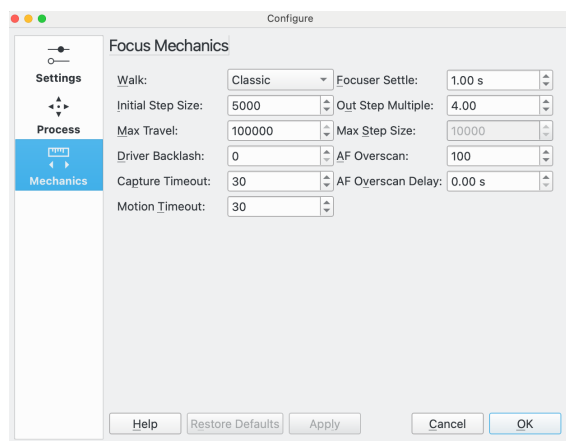 Configure
Settings
Process
Mechanics
Focus Mechanics
Walk: Classic Focuser Settle: 1.00 s
Initial Step Size: 5000 Out Step Multiple: 4.00
Max Travel: 100000 Max Step Size: 10000
Driver Backlash: 0 AF Overscan: 100
Capture Timeout: 30 AF Overscan Delay: 0.00 s
Motion Timeout: 30
Help Restore Defaults Apply Cancel OK